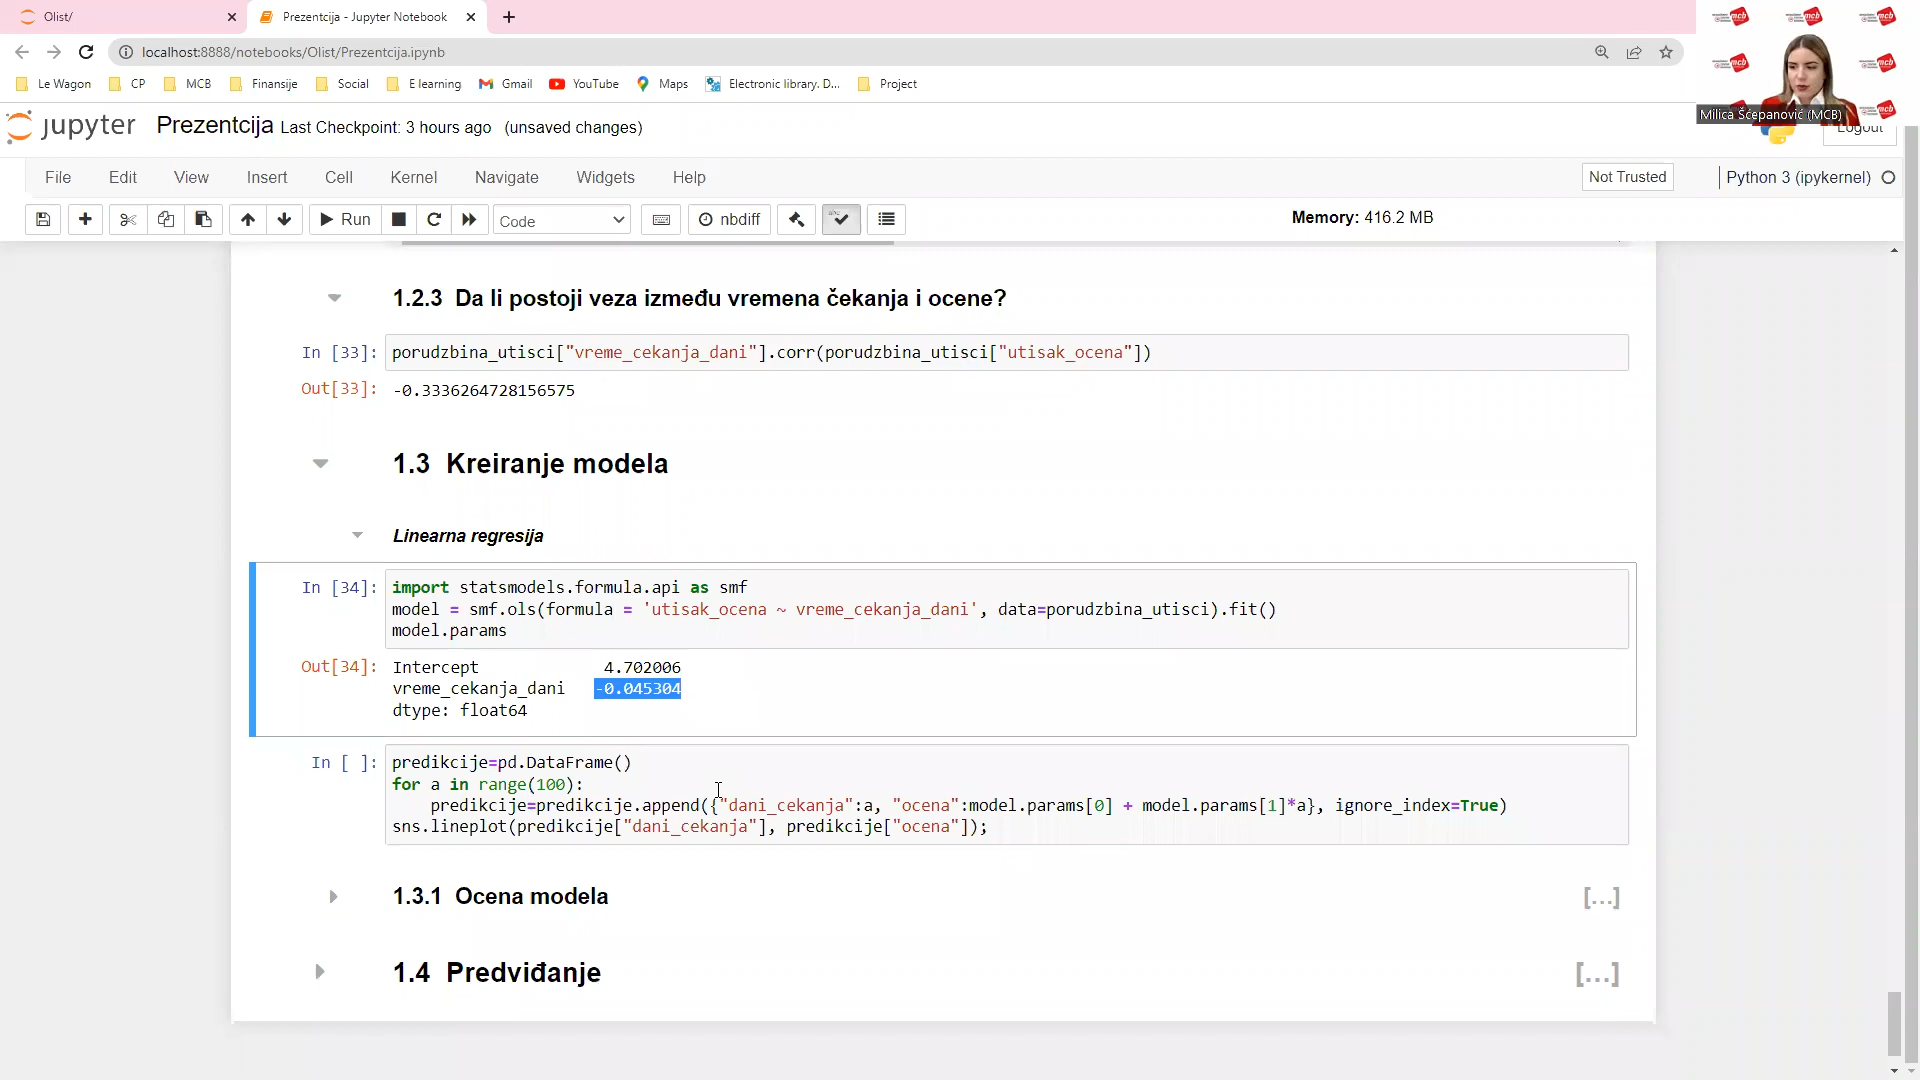 Olist/
Prezentcija - Jupyter Notebook
localhost:8888/notebooks/Olist/Prezentcija.ipynb
Le Wagon
CP
MCB
Finansije
Social
E learning
Gmail
YouTube
Maps
Electronic library. D...
Project
mcb
mcb
mcb
mcb
mcb
mcb
Milica Šćepanović (MCB)
jupyter
Prezentcija Last Checkpoint: 3 hours ago (unsaved changes)
Logout
File Edit View Insert Cell Kernel Navigate Widgets Help
Not Trusted
Python 3 (ipykernel)
Run
Code
nbdiff
Memory: 416.2 MB
1.2.3 Da li postoji veza između vremena čekanja i ocene?
In [33]: porudzbina_utisci["vreme_cekanja_dani"].corr(porudzbina_utisci["utisak_ocena"])
Out[33]: -0.3336264728156575
1.3 Kreiranje modela
Linearna regresija
In [34]: import statsmodels.formula.api as smf
model = smf.ols(formula = 'utisak_ocena ~ vreme_cekanja_dani', data=porudzbina_utisci).fit()
model.params
Out[34]: Intercept 4.702006
vreme_cekanja_dani -0.045304
dtype: float64
In [ ]: predikcije=pd.DataFrame()
for a in range(100):
predikcije=predikcije.append({"dani_cekanja":a, "ocena":model.params[0] + model.params[1]*a}, ignore_index=True)
sns.lineplot(predikcije["dani_cekanja"], predikcije["ocena"]);
1.3.1 Ocena modela
[...]
1.4 Predviđanje
[...]